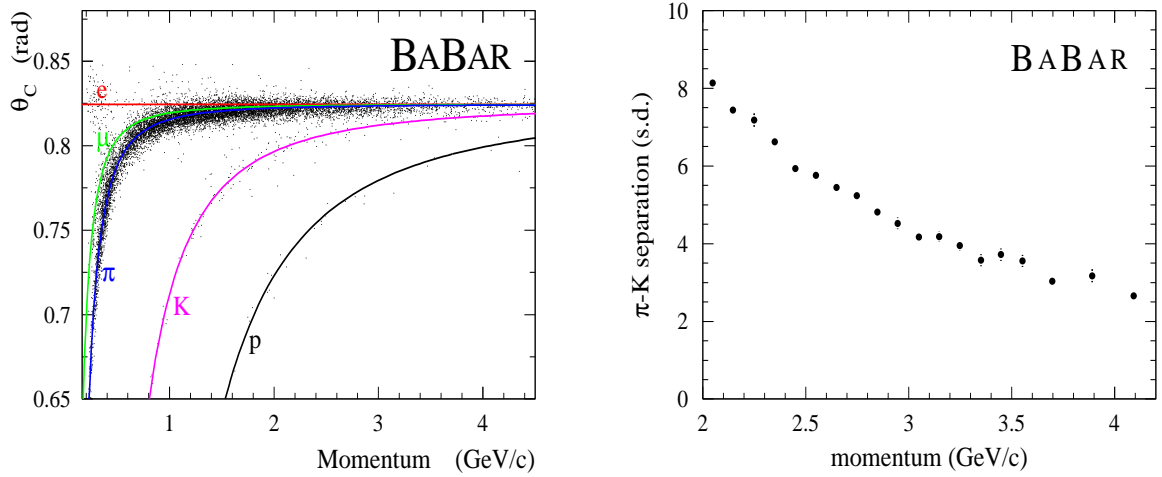 θC (rad)
BABAR
0.85
0.8
0.75
0.7
0.65
e
μ
π
K
p
1
2
3
4
Momentum (GeV/c)
π-K separation (s.d.)
BABAR
10
8
6
4
2
0
2
2.5
3
3.5
4
momentum (GeV/c)